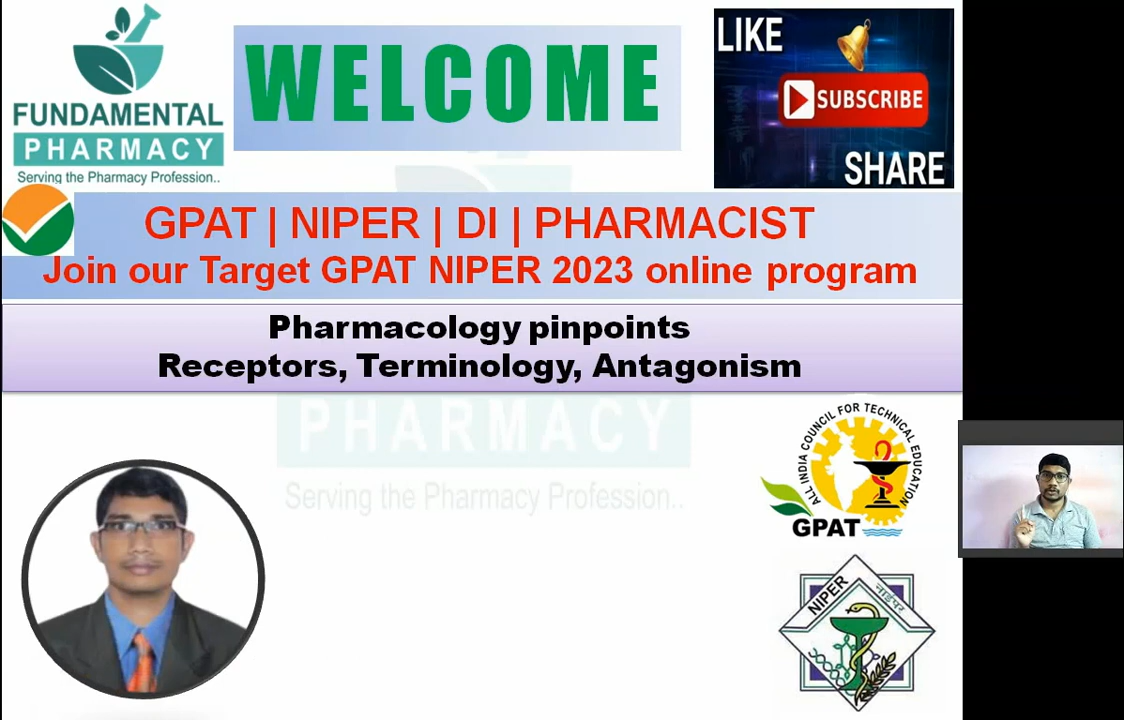 FUNDAMENTAL
PHARMACY
Serving the Pharmacy Profession..
WELCOME
LIKE
SUBSCRIBE
SHARE
GPAT | NIPER | DI | PHARMACIST
Join our Target GPAT NIPER 2023 online program
Pharmacology pinpoints
Receptors, Terminology, Antagonism
PHARMACY
Serving the Pharmacy Profession..
ALL INDIA COUNCIL FOR TECHNICAL EDUCATION
GPAT
NIPER
नाईपर